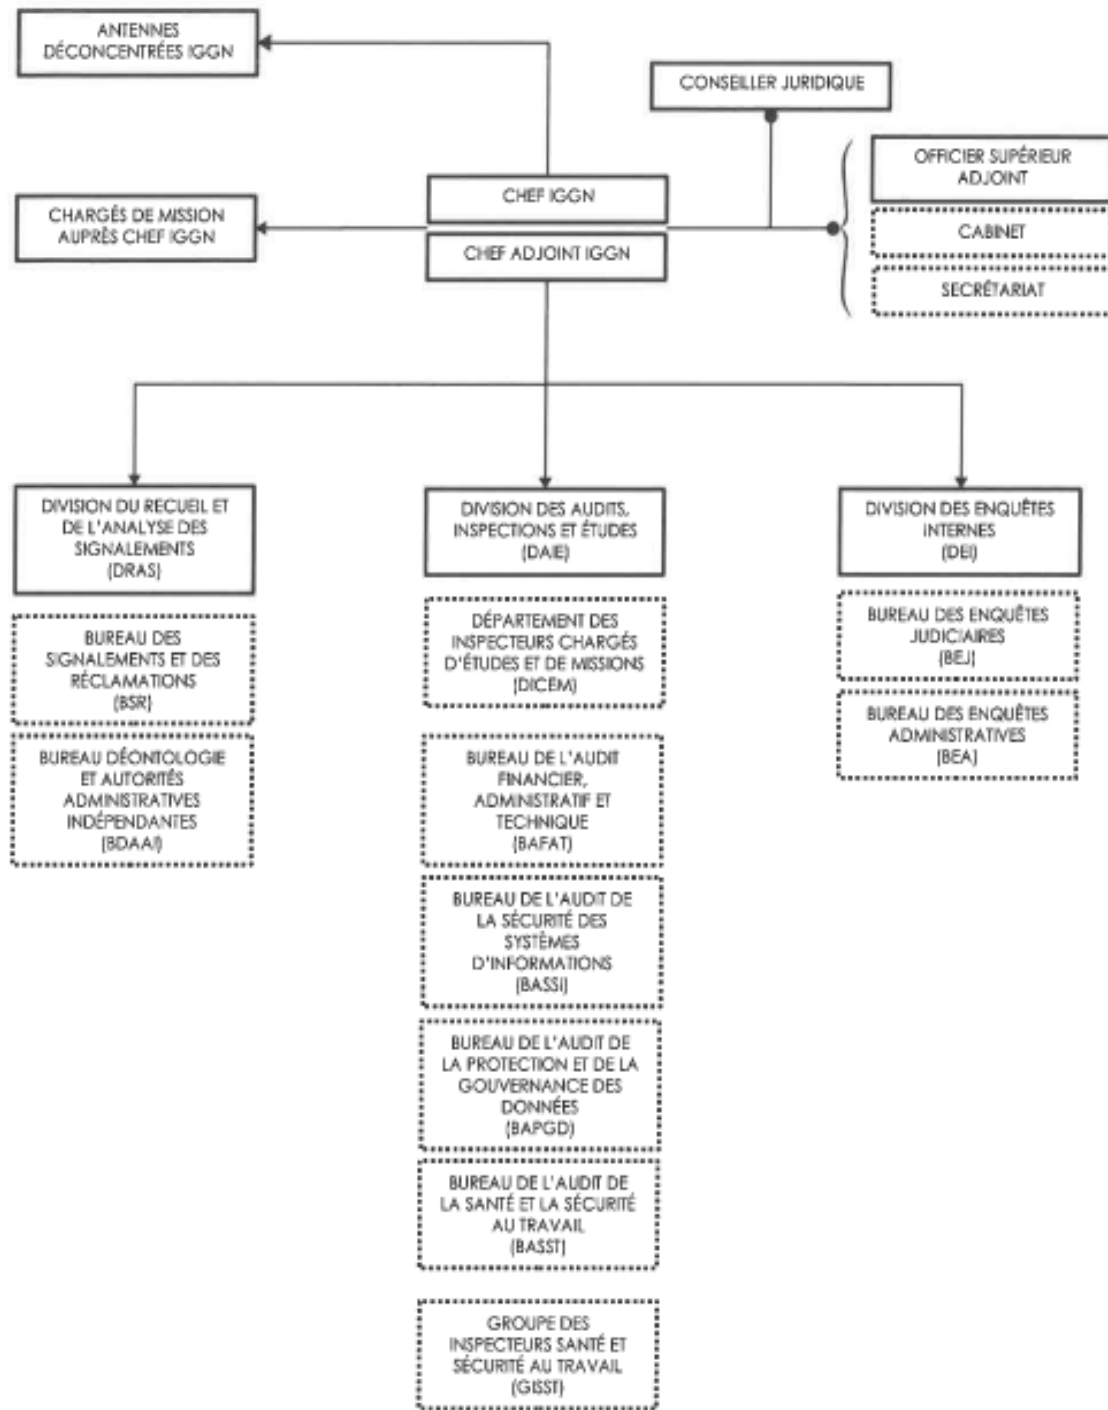 ANTENNES
DÉCONCENTRÉES IGGN
CONSEILLER JURIDIQUE
OFFICIER SUPÉRIEUR
ADJOINT
CABINET
SECRÉTARIAT
CHEF IGGN
CHEF ADJOINT IGGN
CHARGÉS DE MISSION
AUPRÈS CHEF IGGN
DIVISION DU RECUEIL ET
DE L'ANALYSE DES
SIGNALEMENTS
(DRAS)
BUREAU DES
SIGNALEMENTS ET DES
RÉCLAMATIONS
(BSR)
BUREAU DÉONTOLOGIE
ET AUTORITÉS
ADMINISTRATIVES
INDÉPENDANTES
(BDAAI)
DIVISION DES AUDITS,
INSPECTIONS ET ÉTUDES
(DAIE)
DÉPARTEMENT DES
INSPECTEURS CHARGÉS
D'ÉTUDES ET DE MISSIONS
(DICEM)
BUREAU DE L'AUDIT
FINANCIER,
ADMINISTRATIF ET
TECHNIQUE
(BAFAT)
BUREAU DE L'AUDIT DE
LA SÉCURITÉ DES
SYSTÈMES
D'INFORMATIONS
(BASSI)
BUREAU DE L'AUDIT DE
LA PROTECTION ET DE LA
GOUVERNANCE DES
DONNÉES
(BAPGD)
BUREAU DE L'AUDIT DE
LA SANTÉ ET LA SÉCURITÉ
AU TRAVAIL
(BASST)
GROUPE DES
INSPECTEURS SANTÉ ET
SÉCURITÉ AU TRAVAIL
(GISST)
DIVISION DES ENQUÊTES
INTERNES
(DEI)
BUREAU DES ENQUÊTES
JUDICIAIRES
(BEJ)
BUREAU DES ENQUÊTES
ADMINISTRATIVES
(BEA)